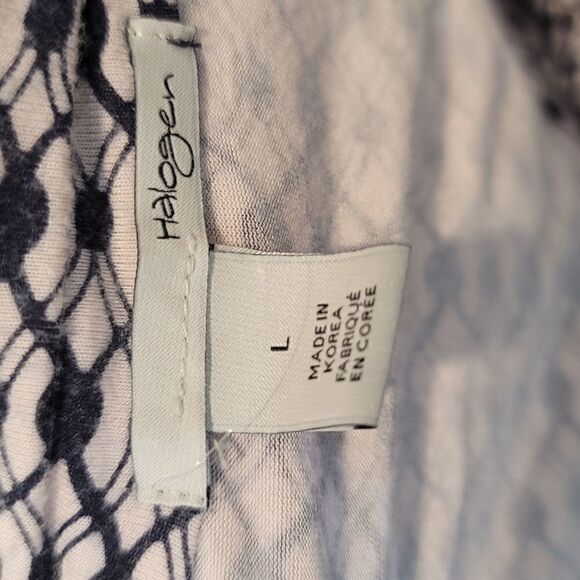 Halogen
L
MADE IN
KOREA
FABRIQUÉ
EN CORÉE